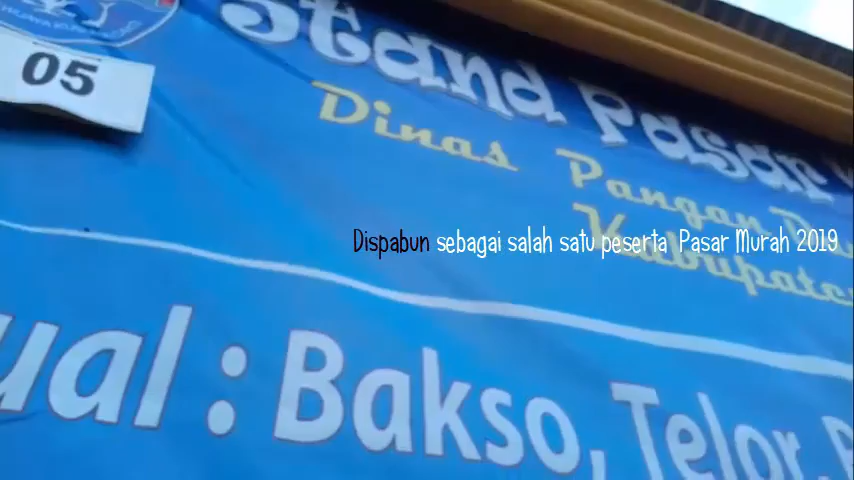 05
Stand Pasar
Dinas Pangan
Kabupaten
Dispabun sebagai salah satu peserta Pasar Murah 2019
ual : Bakso, Telor,